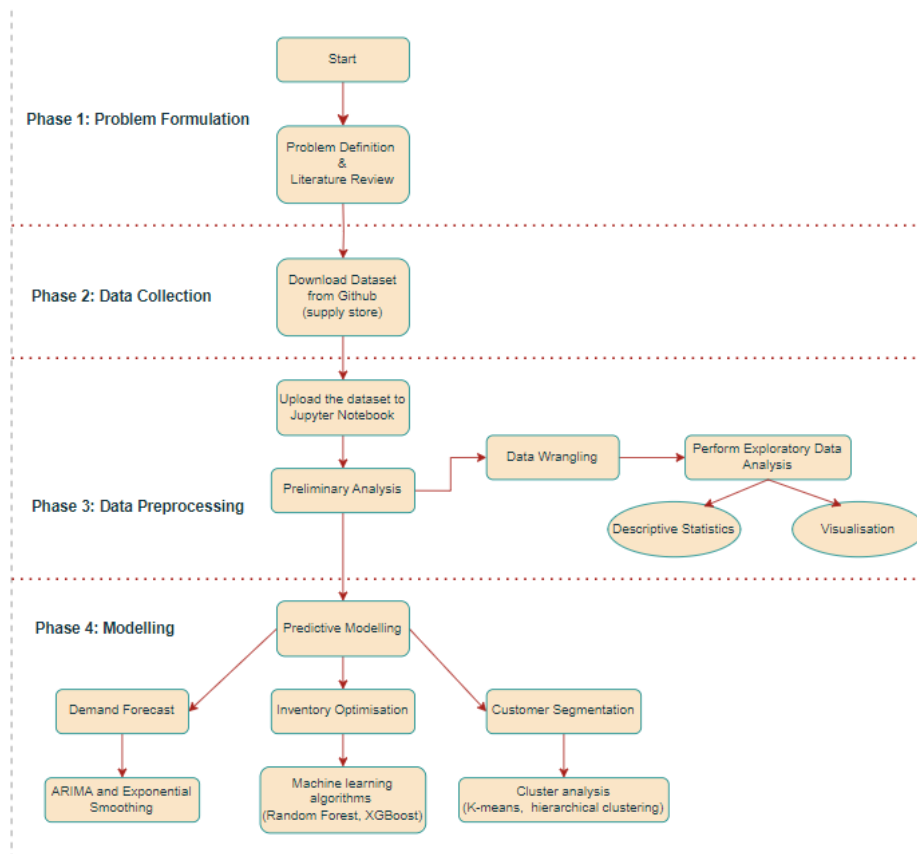 Start
Phase 1: Problem Formulation
Problem Definition
&
Literature Review
Phase 2: Data Collection
Download Dataset
from Github
(supply store)
Upload the dataset to
Jupyter Notebook
Phase 3: Data Preprocessing
Preliminary Analysis
Data Wrangling
Perform Exploratory Data
Analysis
Descriptive Statistics
Visualisation
Phase 4: Modelling
Predictive Modelling
Demand Forecast
Inventory Optimisation
Customer Segmentation
ARIMA and Exponential
Smoothing
Machine learning
algorithms
(Random Forest, XGBoost)
Cluster analysis
(K-means, hierarchical clustering)